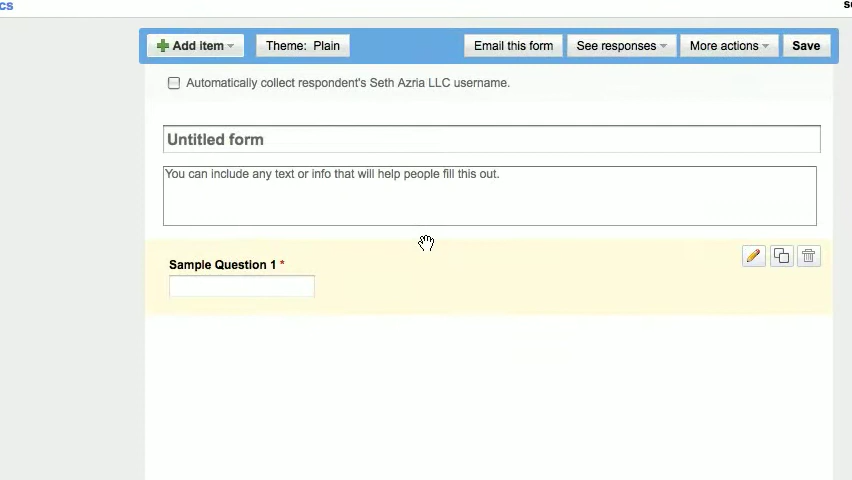 cs
Add item
Theme: Plain
Email this form
See responses
More actions
Save
Automatically collect respondent's Seth Azria LLC username.
Untitled form
You can include any text or info that will help people fill this out.
Sample Question 1 *